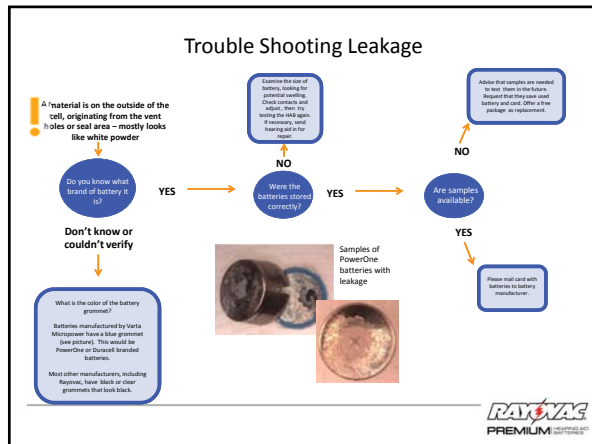 Trouble Shooting Leakage
A material is on the outside of the
cell, originating from the vent
holes or seal area – mostly looks
like white powder
Do you know what
brand of battery it
is?
YES
Don't know or
couldn't verify
What is the color of the battery
grommet?
Batteries manufactured by Varta
Micropower have a blue grommet
(see picture). This would be
PowerOne or Duracell branded
batteries.
Most other manufacturers, including
Rayovac, have black or clear
grommets that look black.
Examine the size of
battery, looking for
potential swelling.
Check contacts and
adjust, then try
testing the HAB again.
If necessary, send
hearing aid in for
repair.
NO
Were the
batteries stored
correctly?
YES
Samples of
PowerOne
batteries with
leakage
Advise that samples are needed
to test them in the future.
Request that they save used
battery and card. Offer a free
package as replacement.
NO
Are samples
available?
YES
Please mail card with
batteries to battery
manufacturer.
RAYOVAC
PREMIUM HEARING AID
BATTERIES